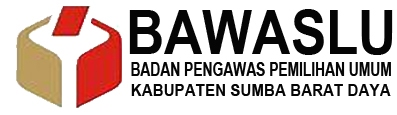 BAWASLU
BADAN PENGAWAS PEMILIHAN UMUM
KABUPATEN SUMBA BARAT DAYA